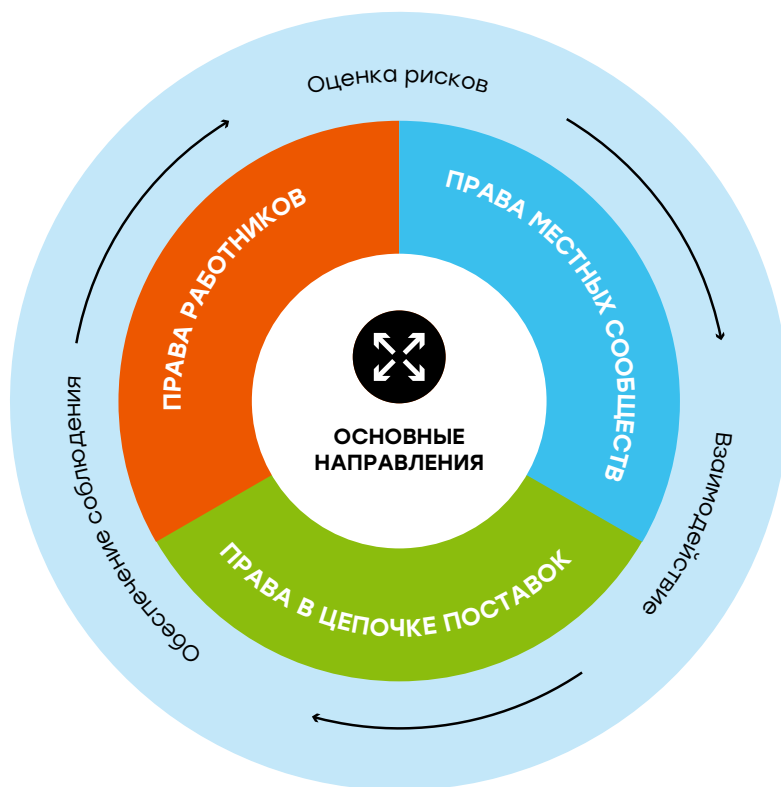 Оценка рисков
ПРАВА РАБОТНИКОВ
ПРАВА МЕСТНЫХ СООБЩЕСТВ
ОСНОВНЫЕ
НАПРАВЛЕНИЯ
Обеспечение соблюдения
Взаимодействие
ПРАВА В ЦЕПОЧКЕ ПОСТАВОК